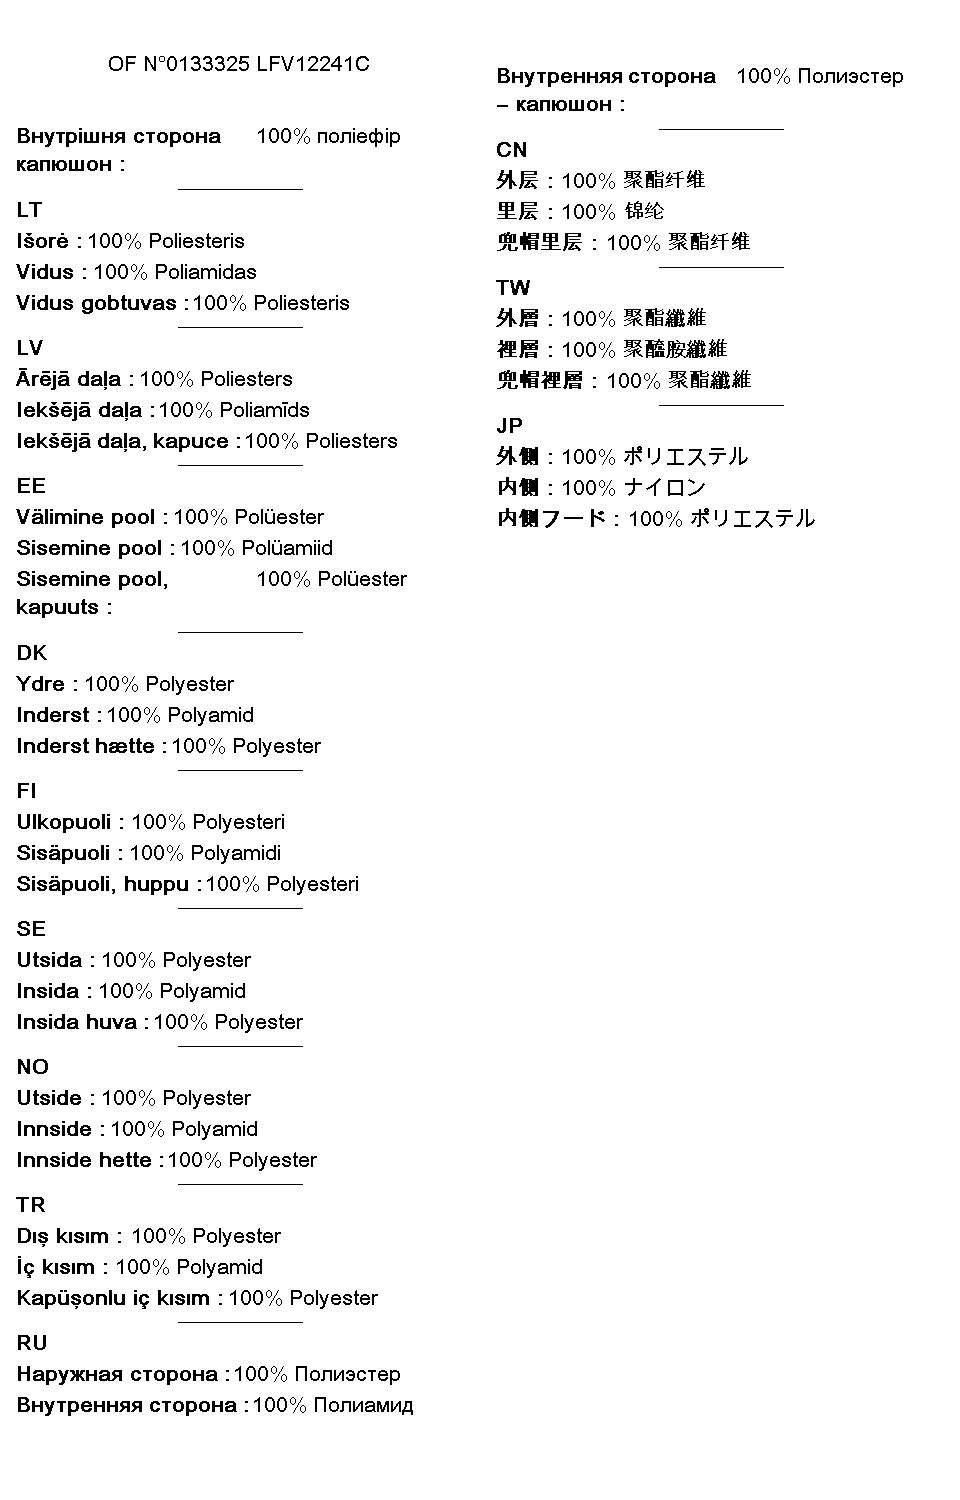 OF N°0133325 LFV12241C
Внутрішня сторона 100% поліефір
капюшон :
LT
Išorė : 100% Poliesteris
Vidus : 100% Poliamidas
Vidus gobtuvas : 100% Poliesteris
LV
Ārējā daļa : 100% Poliesters
Iekšējā daļa : 100% Poliamīds
Iekšējā daļa, kapuce : 100% Poliesters
EE
Välimine pool : 100% Polüester
Sisemine pool : 100% Polüamiid
Sisemine pool, 100% Polüester
kapuuts :
DK
Ydre : 100% Polyester
Inderst : 100% Polyamid
Inderst hætte : 100% Polyester
FI
Ulkopuoli : 100% Polyesteri
Sisäpuoli : 100% Polyamidi
Sisäpuoli, huppu : 100% Polyesteri
SE
Utsida : 100% Polyester
Insida : 100% Polyamid
Insida huva : 100% Polyester
NO
Utside : 100% Polyester
Innside : 100% Polyamid
Innside hette : 100% Polyester
TR
Dış kısım : 100% Polyester
İç kısım : 100% Polyamid
Kapüşonlu iç kısım : 100% Polyester
RU
Наружная сторона : 100% Полиэстер
Внутренняя сторона : 100% Полиамид
Внутренняя сторона 100% Полиэстер
– капюшон :
CN
外层 : 100% 聚酯纤维
里层 : 100% 锦纶
兜帽里层 : 100% 聚酯纤维
TW
外層 : 100% 聚酯纖維
裡層 : 100% 聚醯胺纖維
兜帽裡層 : 100% 聚酯纖維
JP
外側 : 100% ポリエステル
内側 : 100% ナイロン
内側フード : 100% ポリエステル